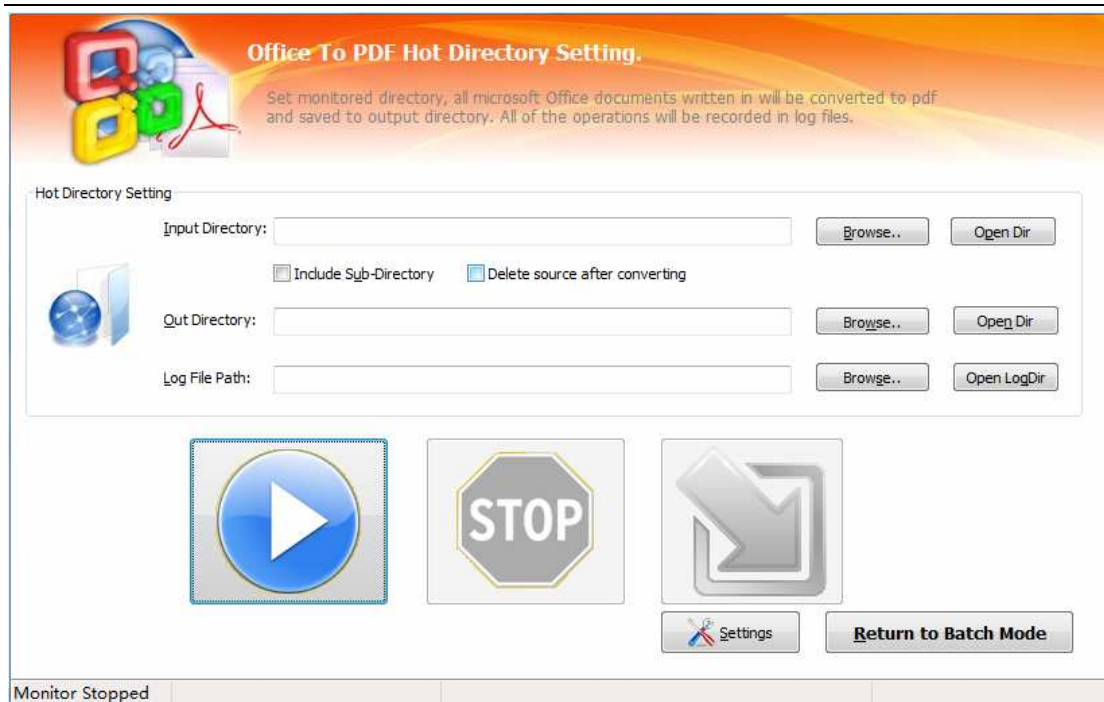 Office To PDF Hot Directory Setting.
Set monitored directory, all microsoft Office documents written in will be converted to pdf
and saved to output directory. All of the operations will be recorded in log files.
Hot Directory Setting
Input Directory:
Browse..
Open Dir
Include Sub-Directory
Delete source after converting
Out Directory:
Browse..
Open Dir
Log File Path:
Browse..
Open LogDir
STOP
Settings
Return to Batch Mode
Monitor Stopped